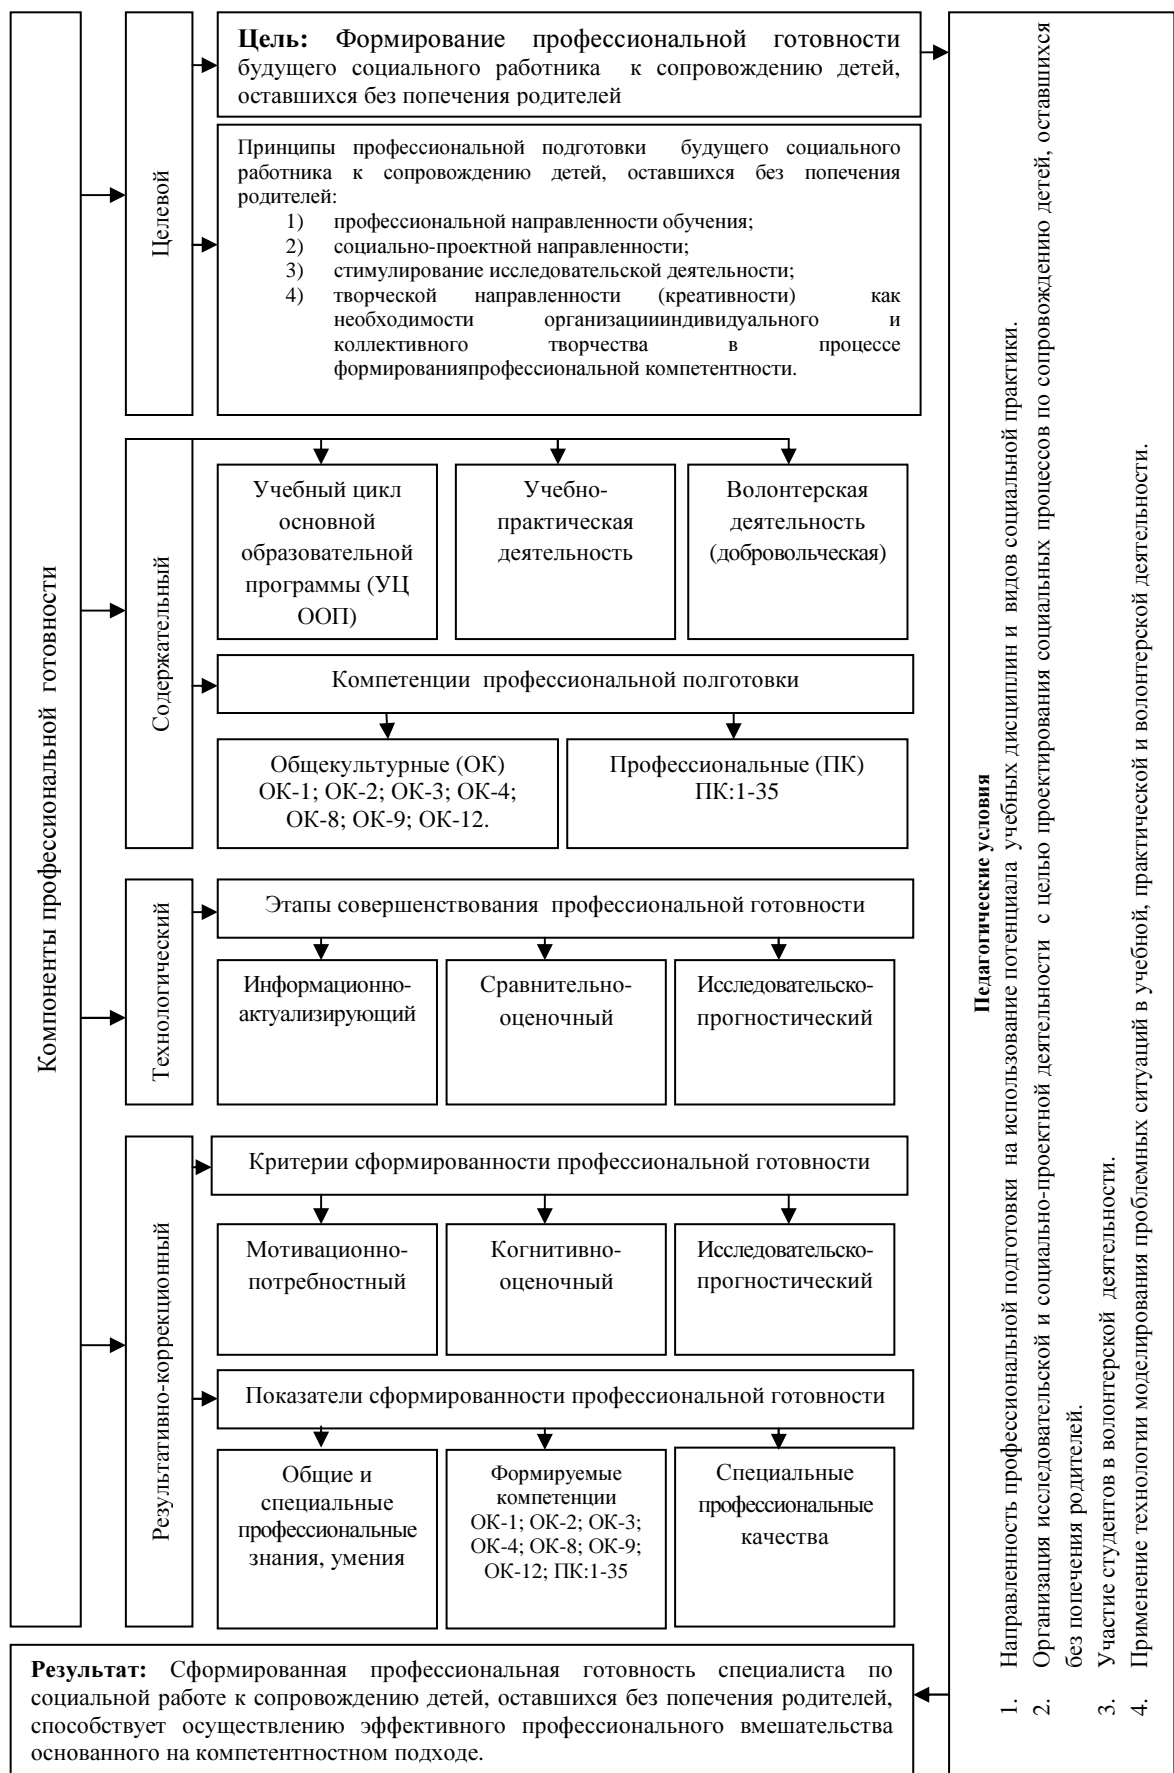 Компоненты профессиональной готовности
Целевой
Цель: Формирование профессиональной готовности
будущего социального работника к сопровождению детей,
оставшихся без попечения родителей
Принципы профессиональной подготовки будущего социального
работника к сопровождению детей, оставшихся без попечения
родителей:
1) профессиональной направленности обучения;
2) социально-проектной направленности;
3) стимулирование исследовательской деятельности;
4) творческой направленности (креативности) как
необходимости организациииндивидуального и
коллективного творчества в процессе
формированияпрофессиональной компетентности.
Содержательный
Учебный цикл
основной
образовательной
программы (УЦ
ООП)
Учебно-
практическая
деятельность
Волонтерская
деятельность
(добровольческая)
Компетенции профессиональной полготовки
Общекультурные (ОК)
ОК-1; ОК-2; ОК-3; ОК-4;
ОК-8; ОК-9; ОК-12.
Профессиональные (ПК)
ПК:1-35
Технологический
Этапы совершенствования профессиональной готовности
Информационно-
актуализирующий
Сравнительно-
оценочный
Исследовательско-
прогностический
Результативно-коррекционный
Критерии сформированности профессиональной готовности
Мотивационно-
потребностный
Когнитивно-
оценочный
Исследовательско-
прогностический
Показатели сформированности профессиональной готовности
Общие и
специальные
профессиональные
знания, умения
Формируемые
компетенции
ОК-1; ОК-2; ОК-3;
ОК-4; ОК-8; ОК-9;
ОК-12; ПК:1-35
Специальные
профессиональные
качества
Педагогические условия
1. Направленность профессиональной подготовки на использование потенциала учебных дисциплин и видов социальной практики.
2. Организация исследовательской и социально-проектной деятельности с целью проектирования социальных процессов по сопровождению детей, оставшихся
без попечения родителей.
3. Участие студентов в волонтерской деятельности.
4. Применение технологии моделирования проблемных ситуаций в учебной, практической и волонтерской деятельности.
Результат: Сформированная профессиональная готовность специалиста по
социальной работе к сопровождению детей, оставшихся без попечения родителей,
способствует осуществлению эффективного профессионального вмешательства
основанного на компетентностном подходе.